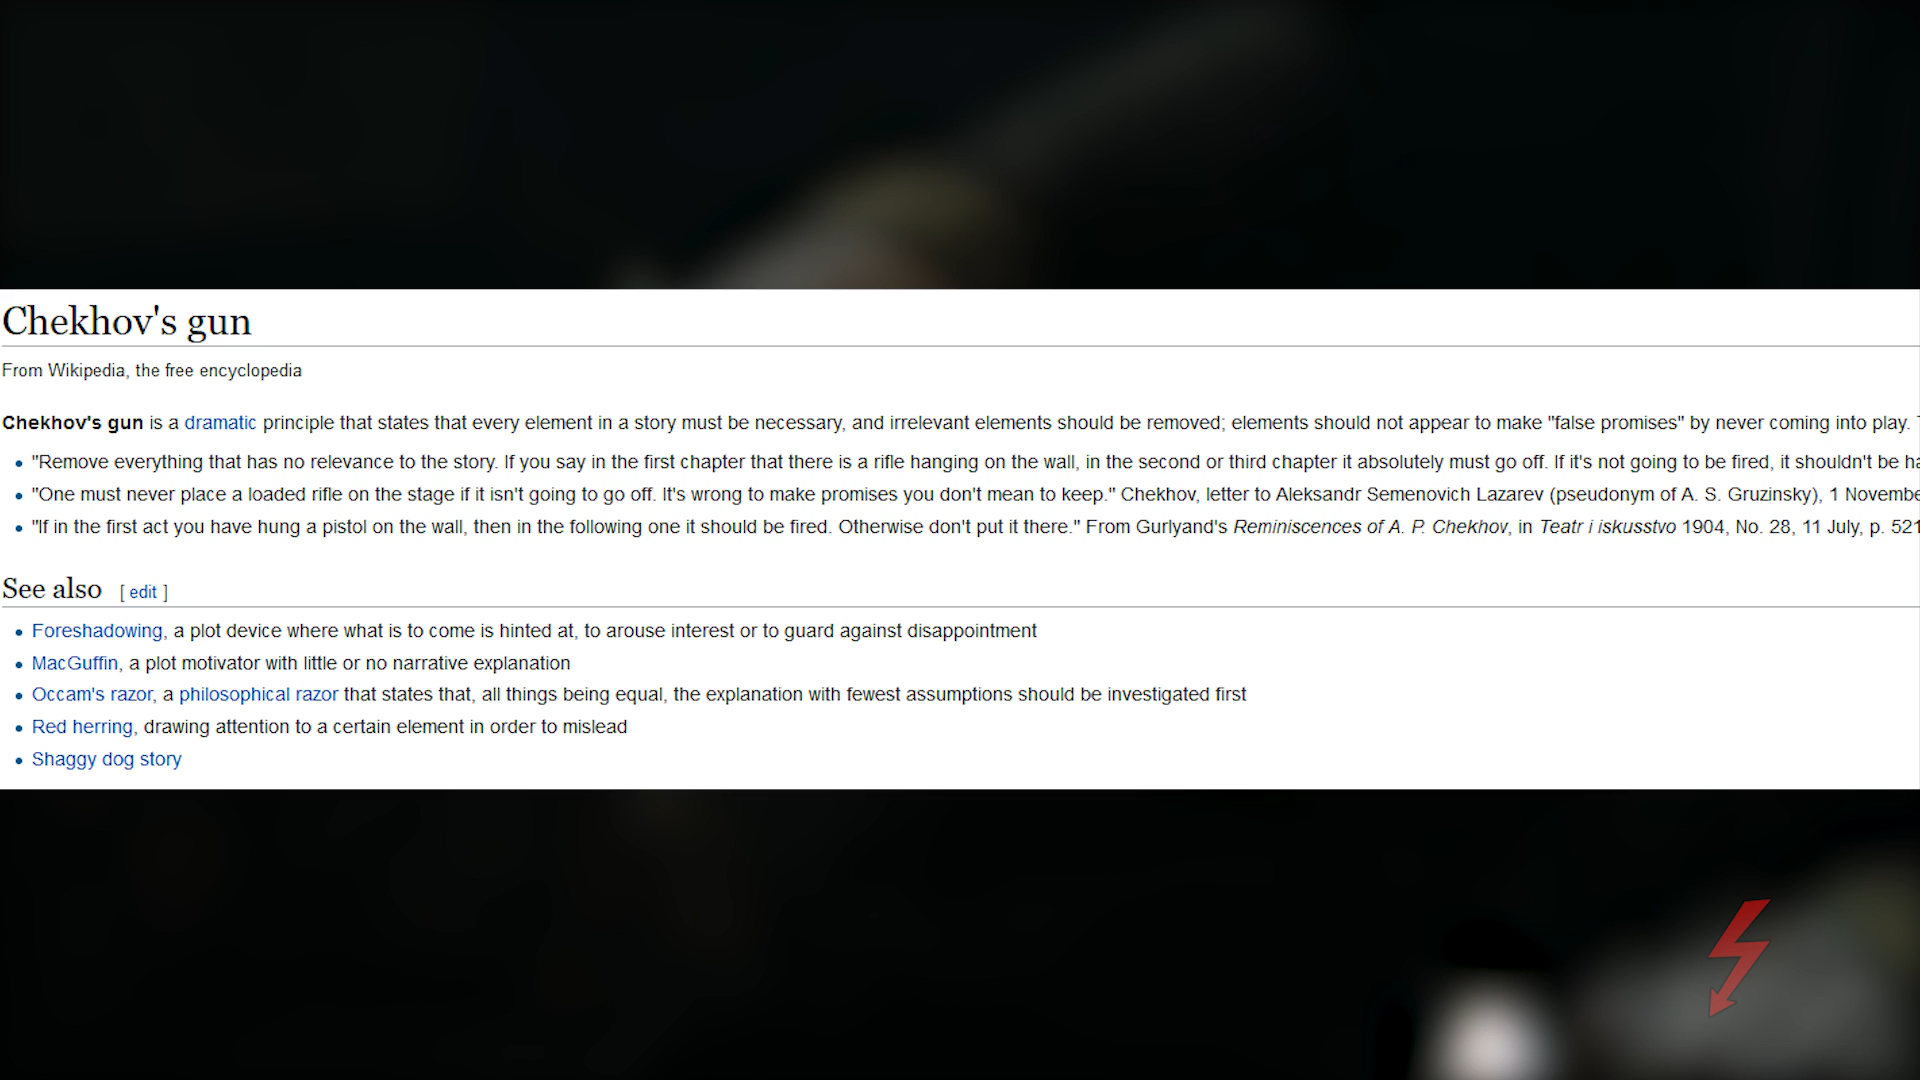 Chekhov's gun
From Wikipedia, the free encyclopedia
Chekhov's gun is a dramatic principle that states that every element in a story must be necessary, and irrelevant elements should be removed; elements should not appear to make "false promises" by never coming into play.
"Remove everything that has no relevance to the story. If you say in the first chapter that there is a rifle hanging on the wall, in the second or third chapter it absolutely must go off. If it's not going to be fired, it shouldn't be
"One must never place a loaded rifle on the stage if it isn't going to go off. It's wrong to make promises you don't mean to keep." Chekhov, letter to Aleksandr Semenovich Lazarev (pseudonym of A. S. Gruzinsky), 1
"If in the first act you have hung a pistol on the wall, then in the following one it should be fired. Otherwise don't put it there." From Gurlyand's Reminiscences of A. P. Chekhov, in Teatr i iskusstvo 1904, No. 28, 11 July, p. 521
See also [ edit ]
Foreshadowing, a plot device where what is to come is hinted at, to arouse interest or to guard against disappointment
MacGuffin, a plot motivator with little or no narrative explanation
Occam's razor, a philosophical razor that states that, all things being equal, the explanation with fewest assumptions should be investigated first
Red herring, drawing attention to a certain element in order to mislead
Shaggy dog story